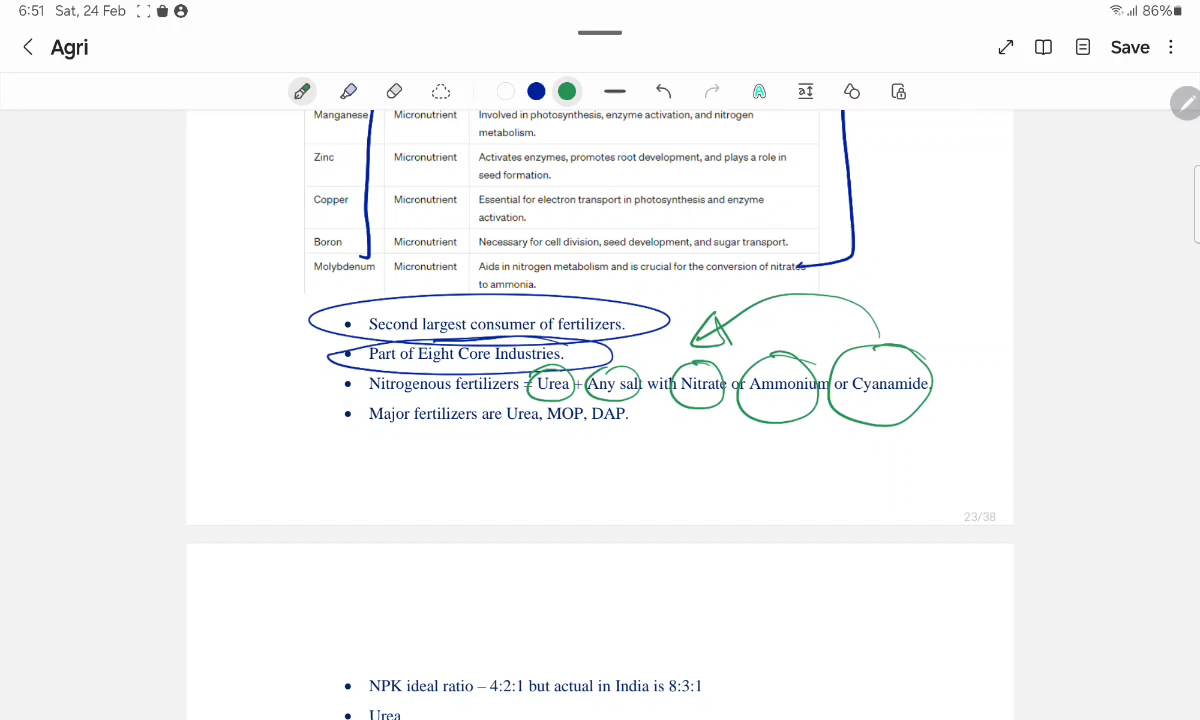 6:51 Sat, 24 Feb 86%
Agri Save
Manganese Micronutrient Involved in photosynthesis, enzyme activation, and nitrogen
metabolism.
Zinc Micronutrient Activates enzymes, promotes root development, and plays a role in
seed formation.
Copper Micronutrient Essential for electron transport in photosynthesis and enzyme
activation.
Boron Micronutrient Necessary for cell division, seed development, and sugar transport.
Molybdenum Micronutrient Aids in nitrogen metabolism and is crucial for the conversion of nitrates
to ammonia.
• Second largest consumer of fertilizers.
• Part of Eight Core Industries.
• Nitrogenous fertilizers = Urea + Any salt with Nitrate or Ammonium or Cyanamide.
• Major fertilizers are Urea, MOP, DAP.
23/38
• NPK ideal ratio – 4:2:1 but actual in India is 8:3:1
• Urea